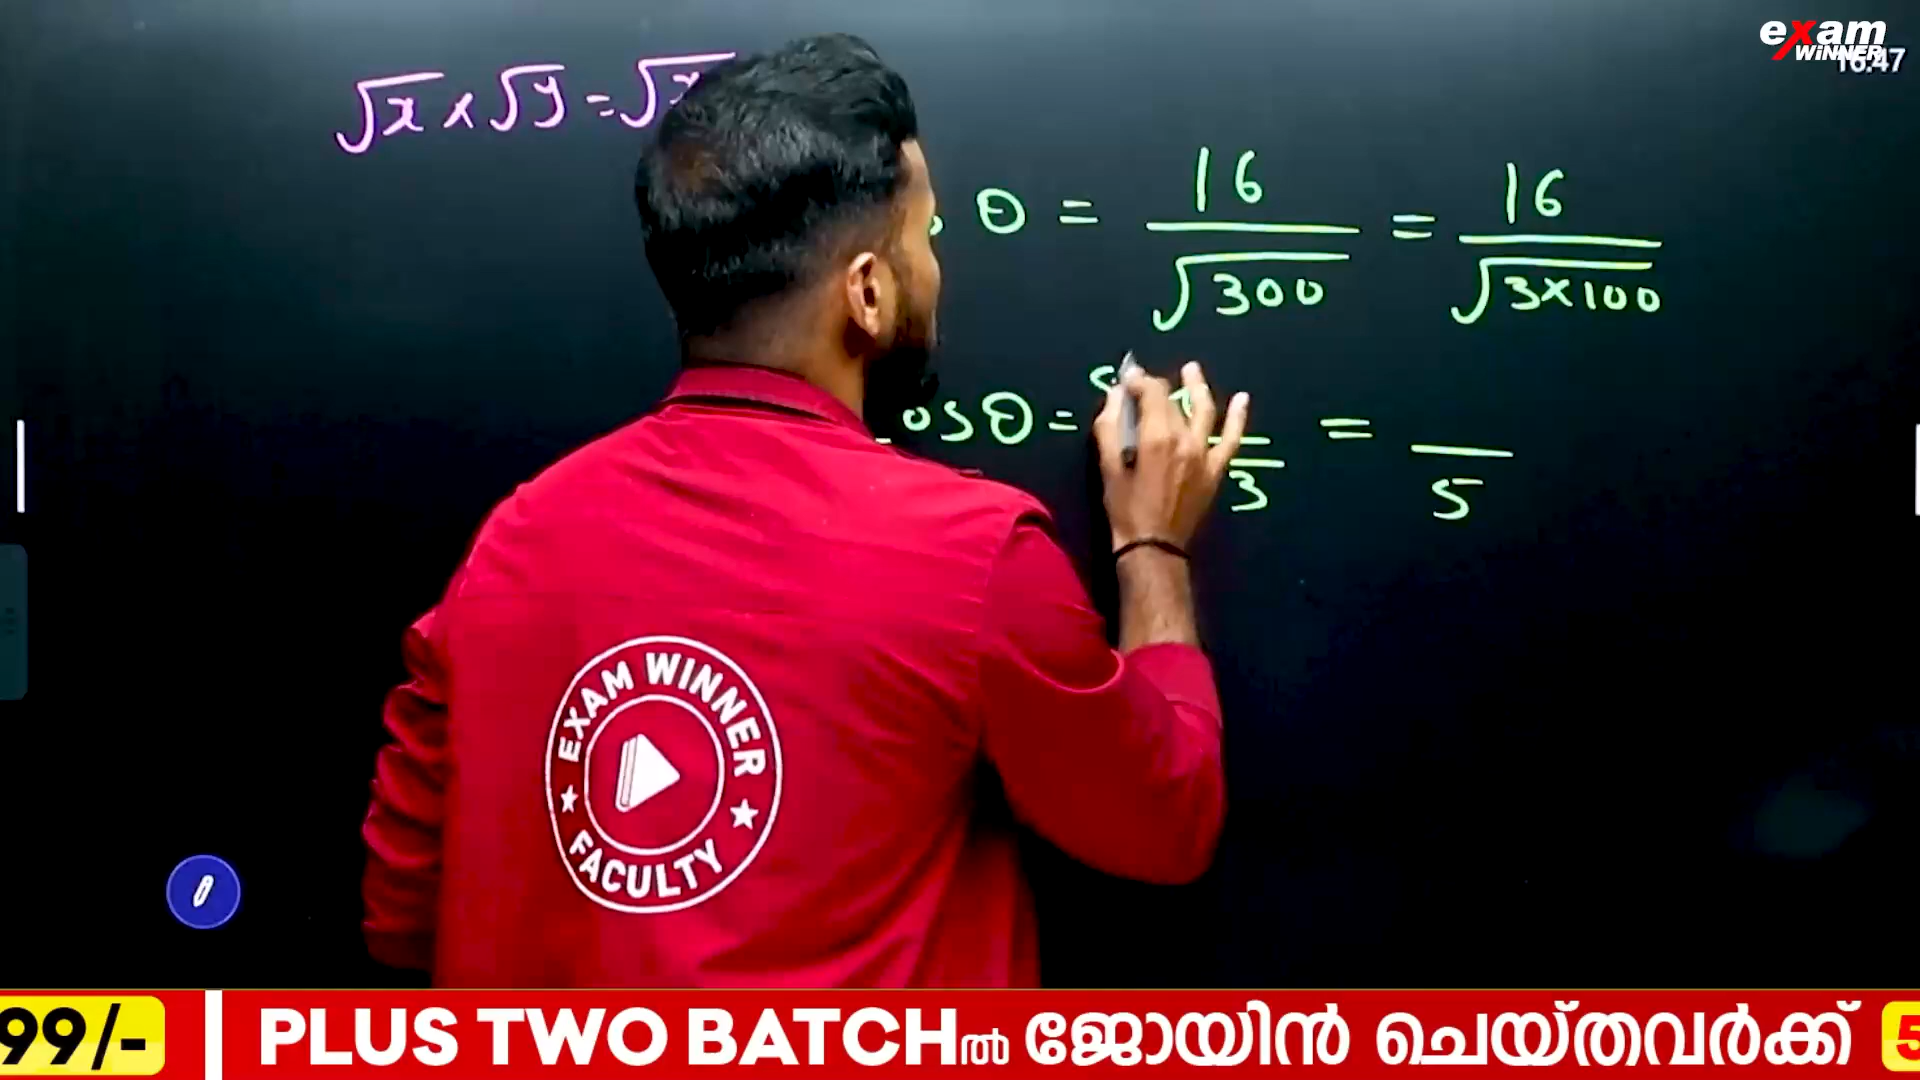 exam
WiNNER
16:47
√x × √y = √x
θ = 16/√300 = 16/√(3×100)
osθ = 3 = /5
EXAM WINNER
FACULTY
99/- PLUS TWO BATCHൽ ജോയിൻ ചെയ്തവർക്ക് 5